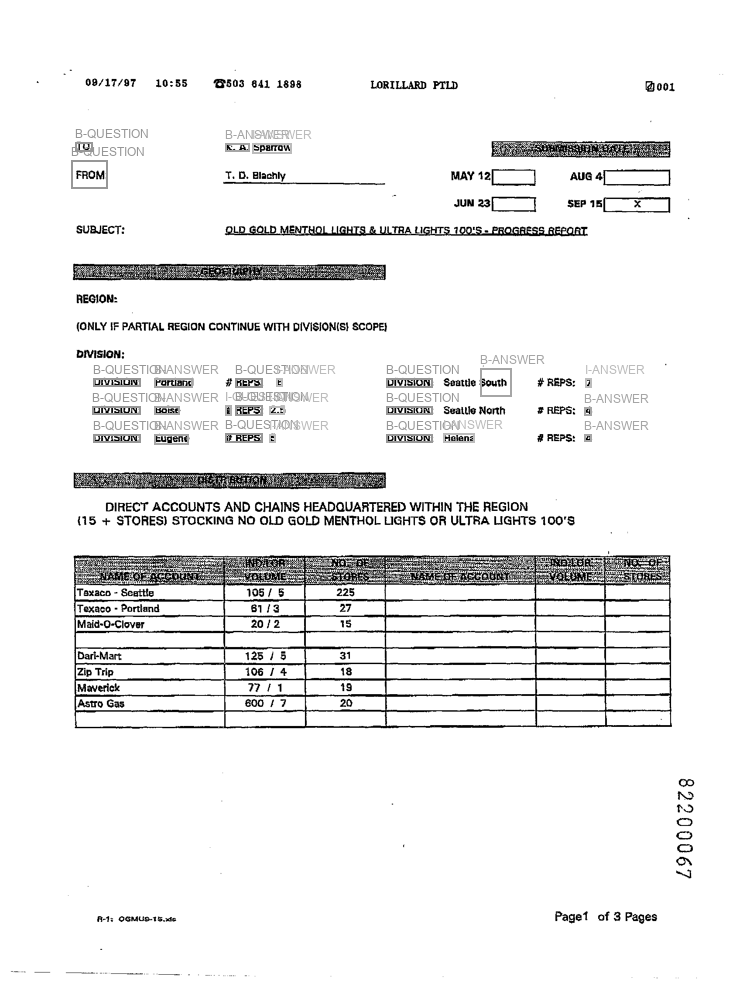 09/17/97 10:55 ☎503 641 1898 LORILLARD PTLD 001
B-QUESTION B-ANSWER
TO: K. A. Sparrow SUBMISSION DATE:
B-QUESTION
FROM T. D. Blachly MAY 12 AUG 4
JUN 23 SEP 15 X
SUBJECT: OLD GOLD MENTHOL LIGHTS & ULTRA LIGHTS 100'S - PROGRESS REPORT
GEOGRAPHY
REGION:
(ONLY IF PARTIAL REGION CONTINUE WITH DIVISION(S) SCOPE)
DIVISION:
B-ANSWER
B-QUESTION B-ANSWER B-QUESTION B-ANSWER B-QUESTION I-ANSWER
DIVISION Portland # REPS DIVISION Seattle South # REPS: 7
B-QUESTION B-ANSWER I-QUESTION B-QUESTION B-QUESTION B-ANSWER
DIVISION Boise # REPS 2.5 DIVISION Seattle North # REPS:
B-QUESTION B-ANSWER B-QUESTION B-QUESTION ANSWER B-ANSWER
DIVISION Eugene # REPS DIVISION Helena # REPS:
DISTRIBUTION
DIRECT ACCOUNTS AND CHAINS HEADQUARTERED WITHIN THE REGION
(15 + STORES) STOCKING NO OLD GOLD MENTHOL LIGHTS OR ULTRA LIGHTS 100'S
IND/LOR NO. OF IND/LOR NO. OF
NAME OF ACCOUNT VOLUME STORES NAME OF ACCOUNT VOLUME STORES
Texaco - Seattle 105 / 5 225
Texaco - Portland 61 / 3 27
Maid-O-Clover 20 / 2 15
Dari-Mart 125 / 5 31
Zip Trip 106 / 4 18
Maverick 77 / 1 19
Astro Gas 600 / 7 20
82200067
R-1: OGMU9-15.xls Page1 of 3 Pages